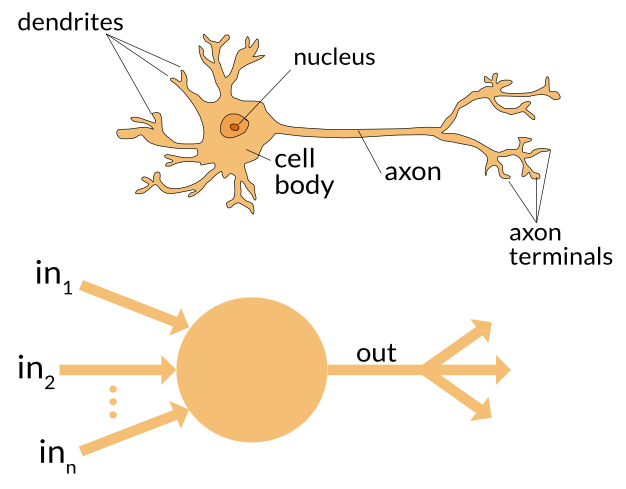 dendrites
nucleus
cell
body
axon
axon
terminals
in1
in2
out
inn